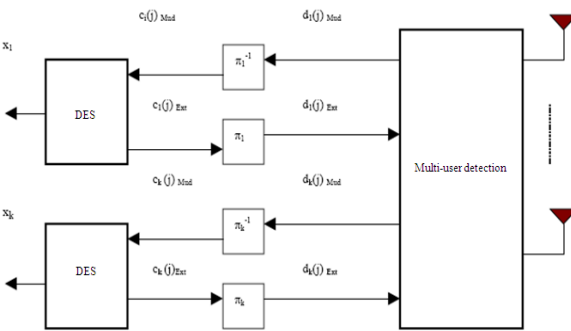 c₁(j) Mud d₁(j) Mud
x₁
π₁⁻¹
DES
c₁(j) Ext d₁(j) Ext
π₁
Multi-user detection
cₖ(j) Mud dₖ(j) Mud
xₖ
πₖ⁻¹
DES
cₖ(j)Ext dₖ(j) Ext
πₖ